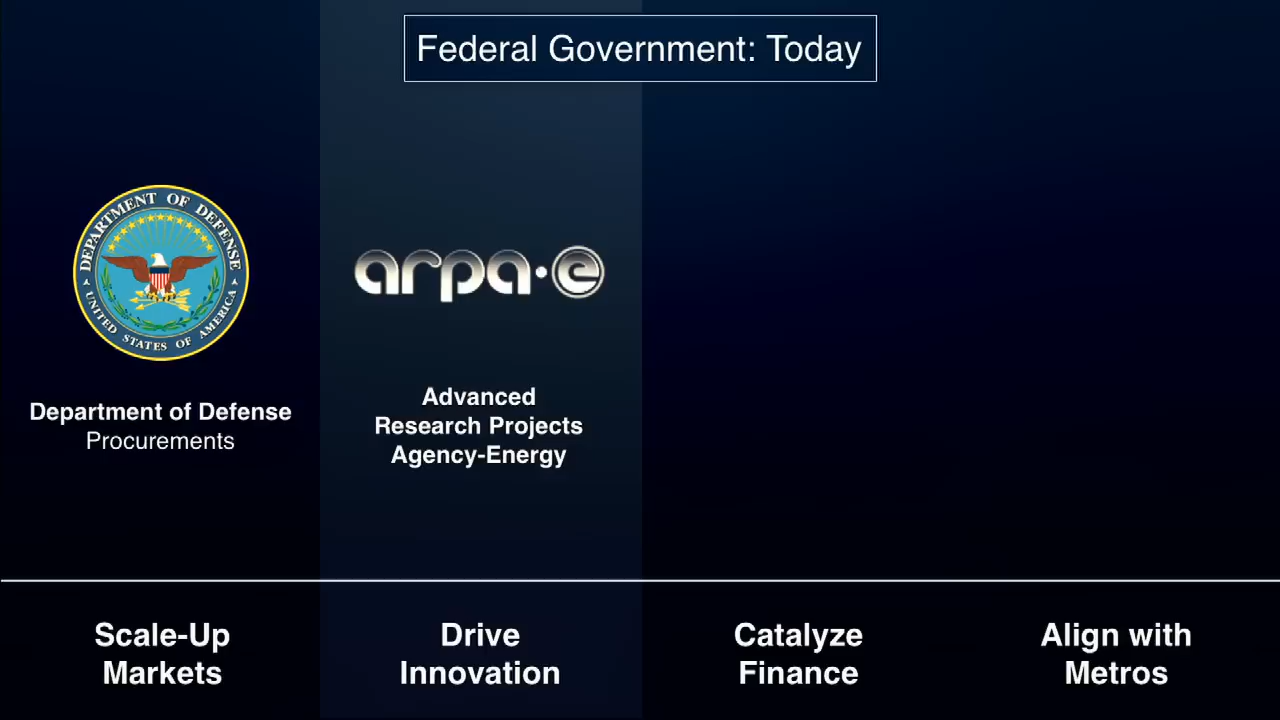 Federal Government: Today
DEPARTMENT OF DEFENSE
UNITED STATES OF AMERICA
Department of Defense
Procurements
arpa·e
Advanced
Research Projects
Agency-Energy
Scale-Up
Markets
Drive
Innovation
Catalyze
Finance
Align with
Metros